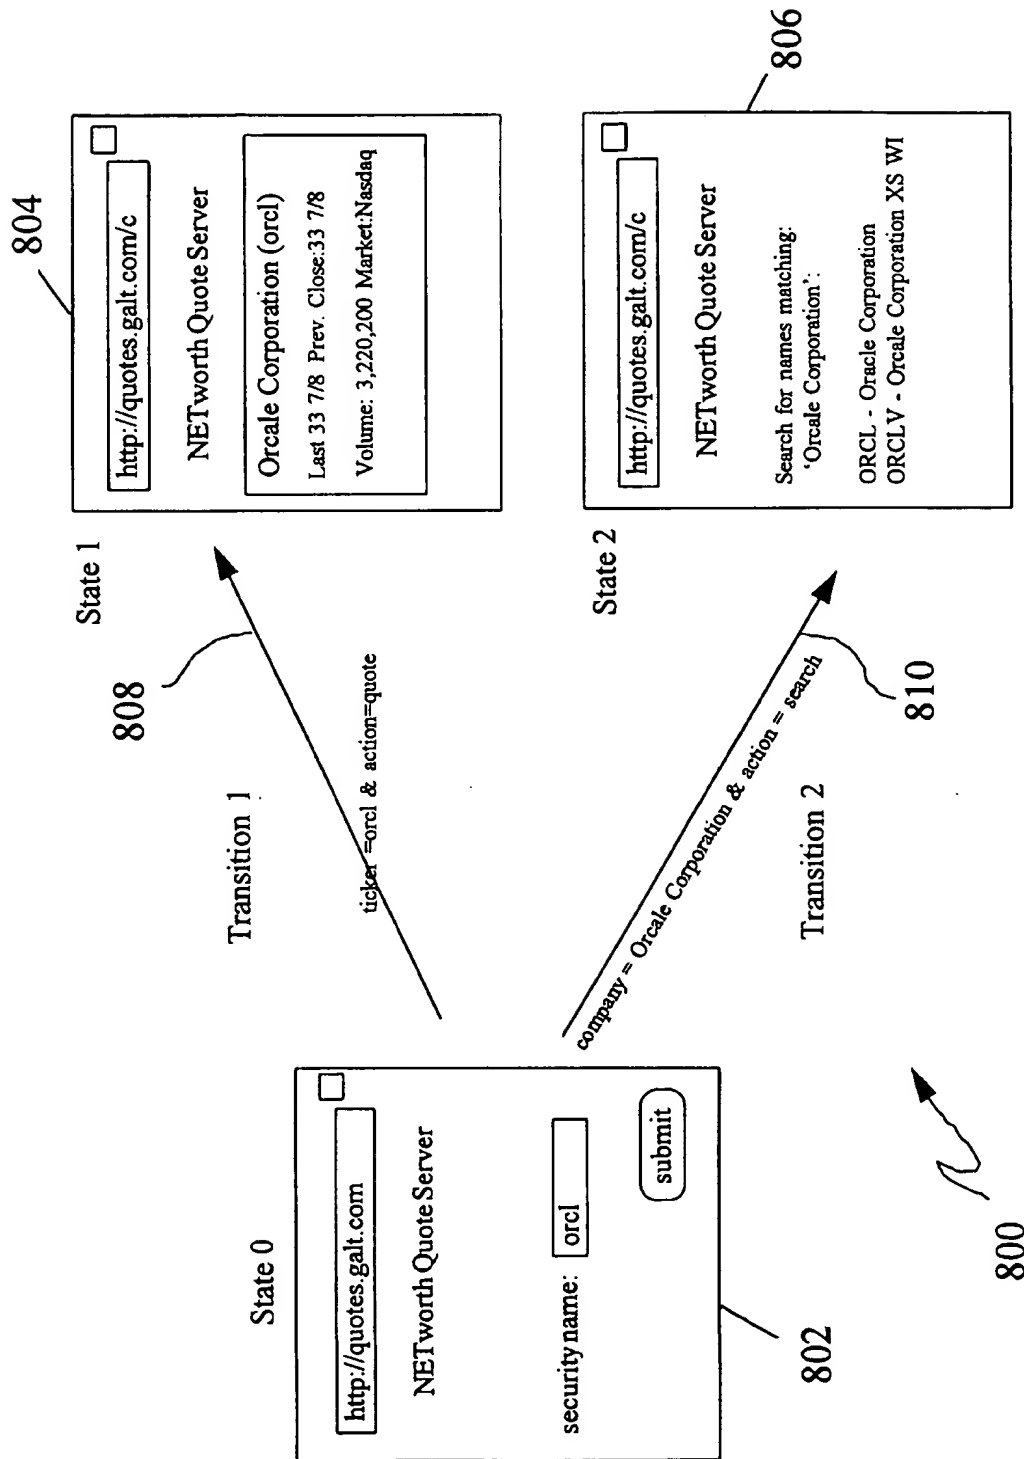 State 0
http://quotes.galt.com
NETworth Quote Server
security name: orcl
submit
802
800
Transition 1
808
ticker =orcl & action=quote
company = Orcale Corporation & action = search
810
Transition 2
State 1
804
http://quotes.galt.com/c
NETworth Quote Server
Orcale Corporation (orcl)
Last 33 7/8 Prev. Close:33 7/8
Volume: 3,220,200 Market:Nasdaq
State 2
806
http://quotes.galt.com/c
NETworth Quote Server
Search for names matching:
‘Orcale Corporation’:
ORCL - Oracle Corporation
ORCLV - Orcale Corporation XS WI